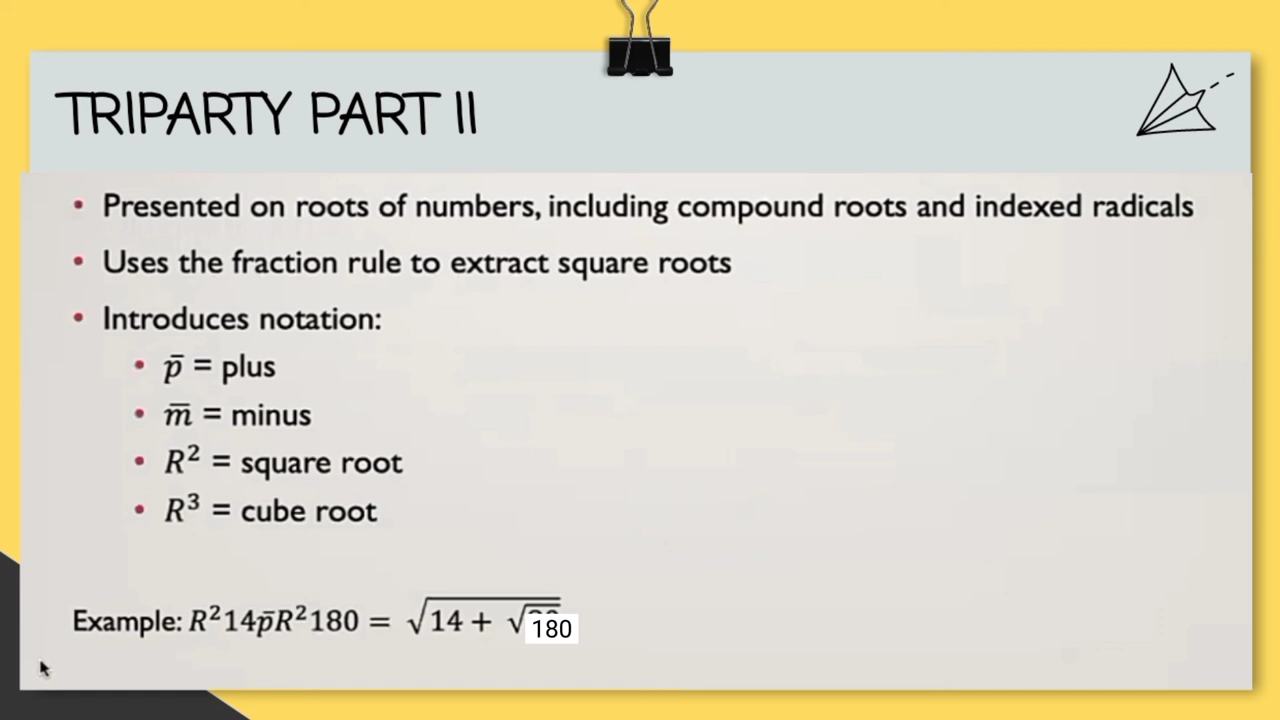 TRIPARTY PART II
• Presented on roots of numbers, including compound roots and indexed radicals
• Uses the fraction rule to extract square roots
• Introduces notation:
• p̄ = plus
• m̄ = minus
• R² = square root
• R³ = cube root
Example: R²14p̄R²180 = √(14 + √180)